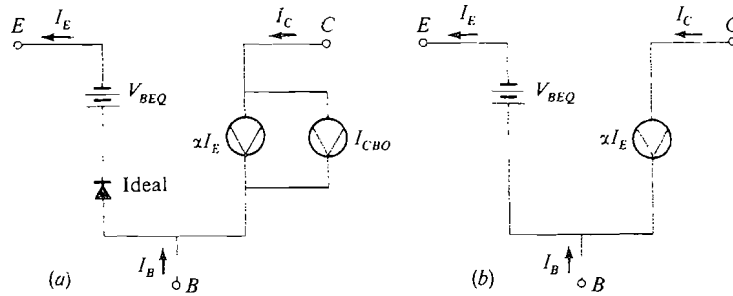 E
I_E
i_C
C
V_BEQ
αI_E
I_CBO
Ideal
I_B
B
(a)
E
I_E
I_C
C
V_BEQ
αI_E
I_B
B
(b)